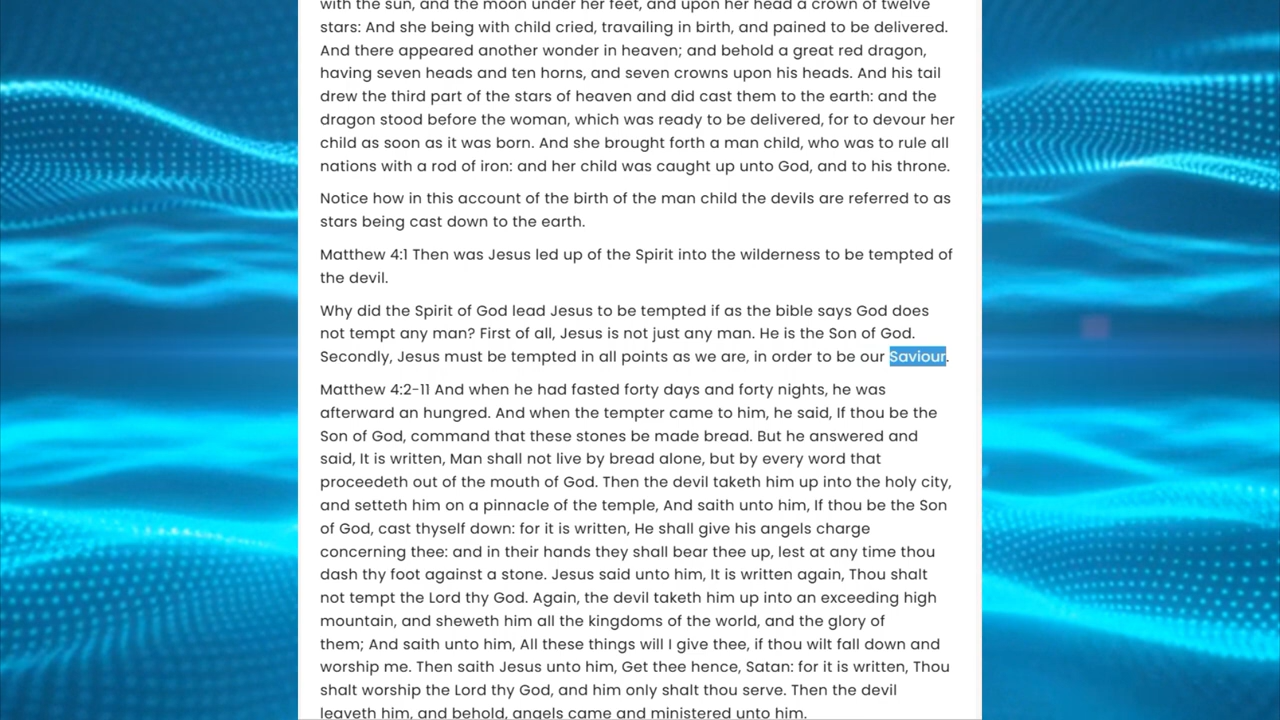 with the sun, and the moon under her feet, and upon her head a crown of twelve
stars: And she being with child cried, travailing in birth, and pained to be delivered.
And there appeared another wonder in heaven; and behold a great red dragon,
having seven heads and ten horns, and seven crowns upon his heads. And his tail
drew the third part of the stars of heaven and did cast them to the earth: and the
dragon stood before the woman, which was ready to be delivered, for to devour her
child as soon as it was born. And she brought forth a man child, who was to rule all
nations with a rod of iron: and her child was caught up unto God, and to his throne.
Notice how in this account of the birth of the man child the devils are referred to as
stars being cast down to the earth.
Matthew 4:1 Then was Jesus led up of the Spirit into the wilderness to be tempted of
the devil.
Why did the Spirit of God lead Jesus to be tempted if as the bible says God does
not tempt any man? First of all, Jesus is not just any man. He is the Son of God.
Secondly, Jesus must be tempted in all points as we are, in order to be our Saviour.
Matthew 4:2-11 And when he had fasted forty days and forty nights, he was
afterward an hungred. And when the tempter came to him, he said, If thou be the
Son of God, command that these stones be made bread. But he answered and
said, It is written, Man shall not live by bread alone, but by every word that
proceedeth out of the mouth of God. Then the devil taketh him up into the holy city,
and setteth him on a pinnacle of the temple, And saith unto him, If thou be the Son
of God, cast thyself down: for it is written, He shall give his angels charge
concerning thee: and in their hands they shall bear thee up, lest at any time thou
dash thy foot against a stone. Jesus said unto him, It is written again, Thou shalt
not tempt the Lord thy God. Again, the devil taketh him up into an exceeding high
mountain, and sheweth him all the kingdoms of the world, and the glory of
them; And saith unto him, All these things will I give thee, if thou wilt fall down and
worship me. Then saith Jesus unto him, Get thee hence, Satan: for it is written, Thou
shalt worship the Lord thy God, and him only shalt thou serve. Then the devil
leaveth him, and behold, angels came and ministered unto him.